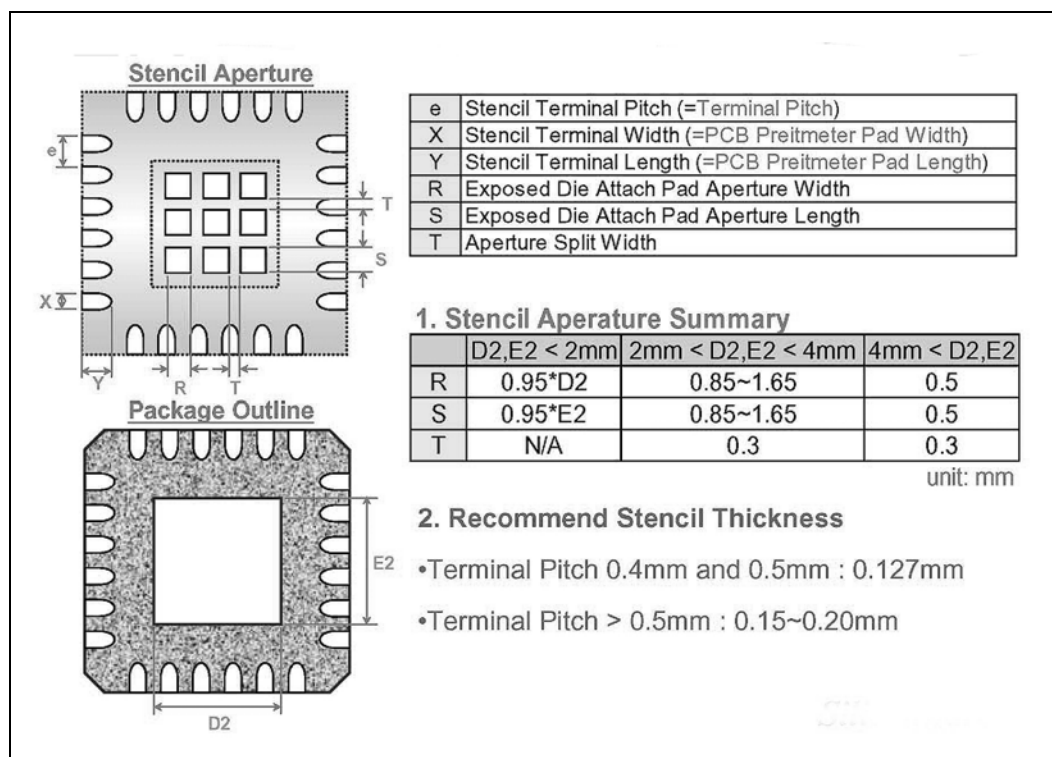 Stencil Aperture
e
T
S
X
Y
R
T
Package Outline
E2
D2
e Stencil Terminal Pitch (=Terminal Pitch)
X Stencil Terminal Width (=PCB Preitmeter Pad Width)
Y Stencil Terminal Length (=PCB Preitmeter Pad Length)
R Exposed Die Attach Pad Aperture Width
S Exposed Die Attach Pad Aperture Length
T Aperture Split Width
1. Stencil Aperature Summary
D2,E2 < 2mm 2mm < D2,E2 < 4mm 4mm < D2,E2
R 0.95*D2 0.85~1.65 0.5
S 0.95*E2 0.85~1.65 0.5
T N/A 0.3 0.3
unit: mm
2. Recommend Stencil Thickness
•Terminal Pitch 0.4mm and 0.5mm : 0.127mm
•Terminal Pitch > 0.5mm : 0.15~0.20mm